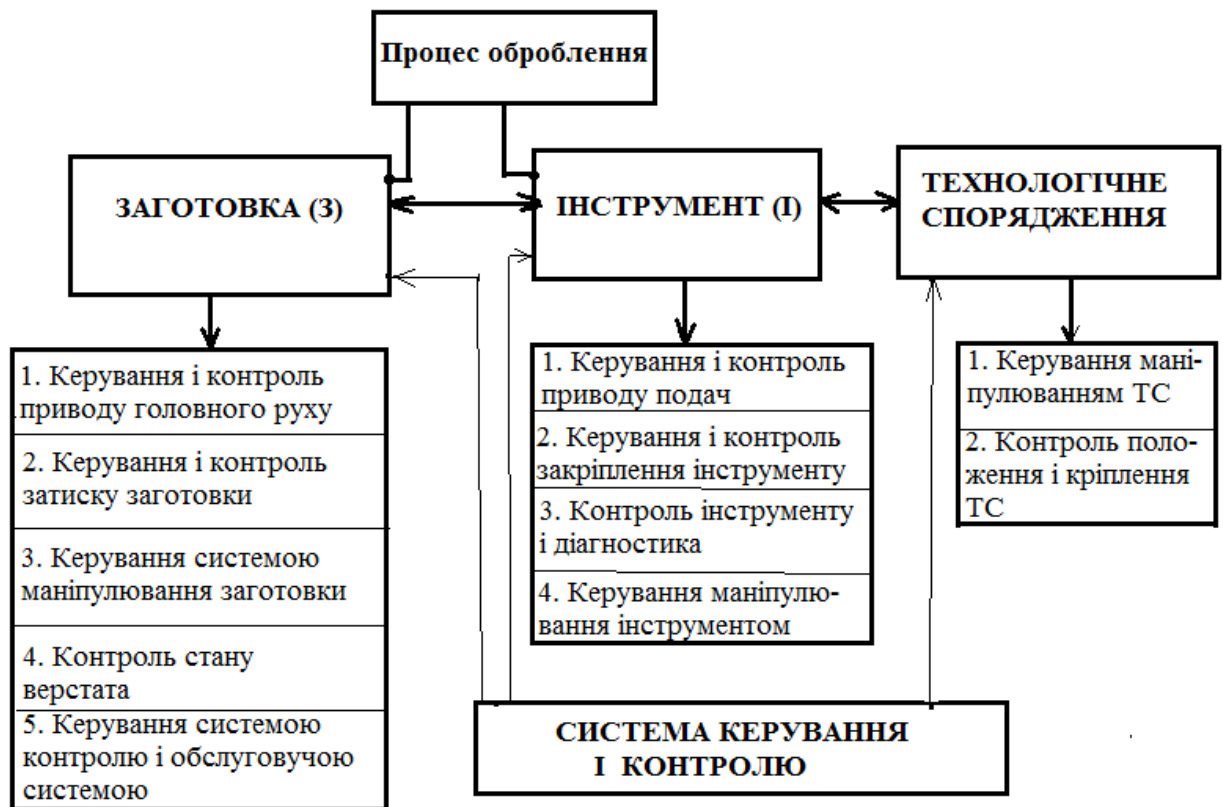 Процес оброблення
ЗАГОТОВКА (З)
ІНСТРУМЕНТ (І)
ТЕХНОЛОГІЧНЕ
СПОРЯДЖЕННЯ
1. Керування і контроль
приводу головного руху
2. Керування і контроль
затиску заготовки
3. Керування системою
маніпулювання заготовки
4. Контроль стану
верстата
5. Керування системою
контролю і обслуговучою
системою
1. Керування і контроль
приводу подач
2. Керування і контроль
закріплення інструменту
3. Контроль інструменту
і діагностика
4. Керування маніпулю-
вання інструментом
1. Керування мані-
пулюванням ТС
2. Контроль поло-
ження і кріплення
ТС
СИСТЕМА КЕРУВАННЯ
І КОНТРОЛЮ